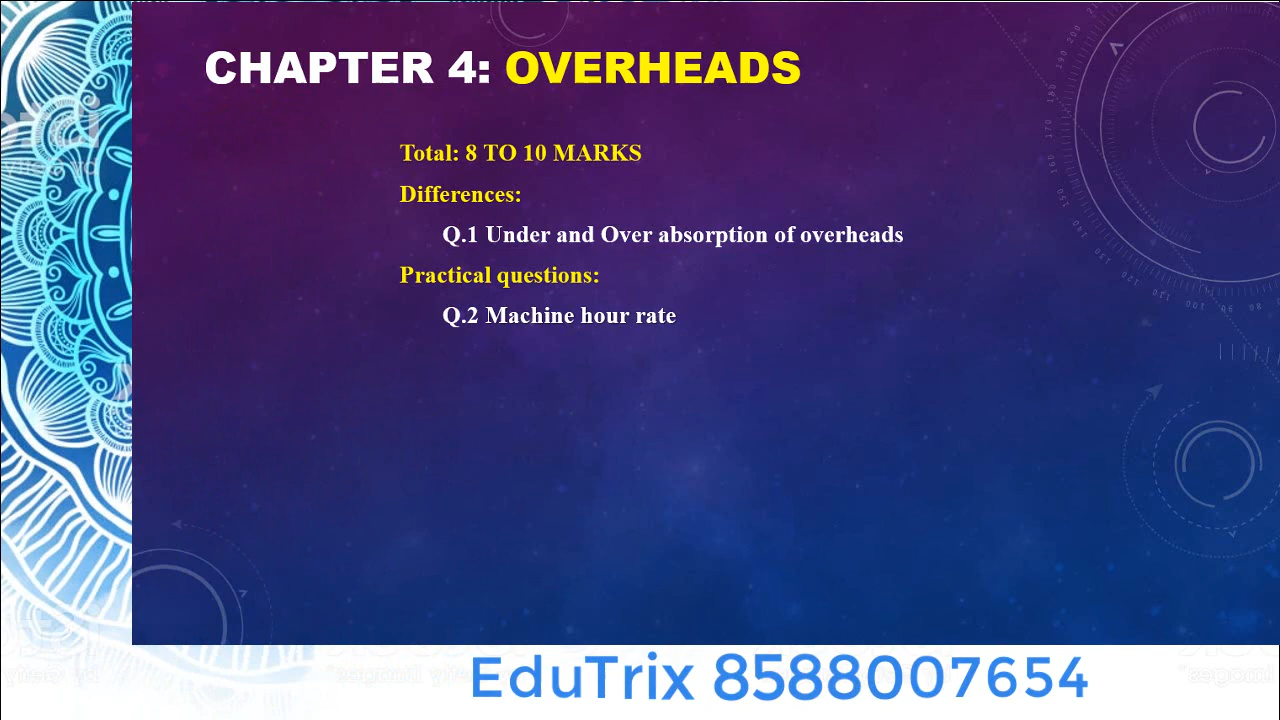 CHAPTER 4: OVERHEADS
Total: 8 TO 10 MARKS
Differences:
Q.1 Under and Over absorption of overheads
Practical questions:
Q.2 Machine hour rate
EduTrix 8588007654